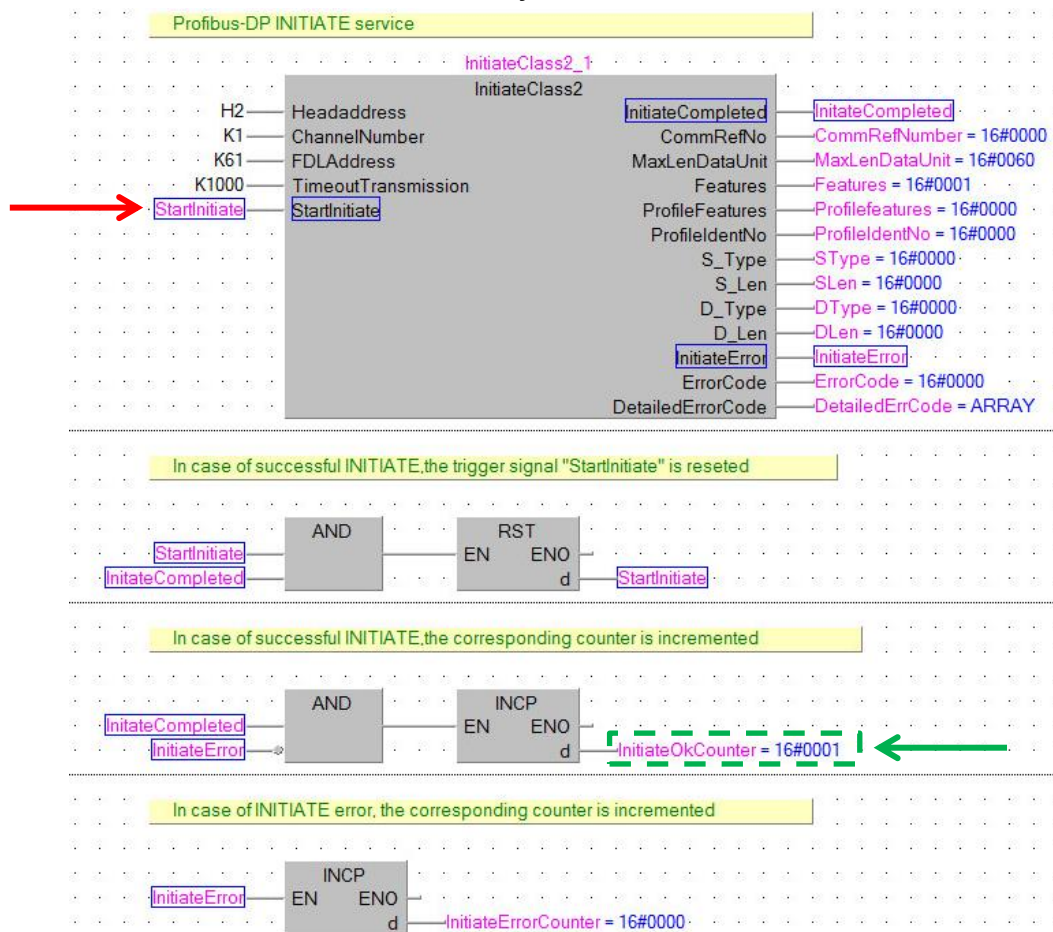 Profibus-DP INITIATE service
InitiateClass2_1
InitiateClass2
H2 Headaddress InitiateCompleted InitateCompleted
K1 ChannelNumber CommRefNo CommRefNumber = 16#0000
K61 FDLAddress MaxLenDataUnit MaxLenDataUnit = 16#0060
K1000 TimeoutTransmission Features Features = 16#0001
StartInitiate StartInitiate ProfileFeatures Profilefeatures = 16#0000
ProfileIdentNo ProfileIdentNo = 16#0000
S_Type SType = 16#0000
S_Len SLen = 16#0000
D_Type DType = 16#0000
D_Len DLen = 16#0000
InitiateError InitiateError
ErrorCode ErrorCode = 16#0000
DetailedErrorCode DetailedErrCode = ARRAY
In case of successful INITIATE,the trigger signal "StartInitiate" is reseted
AND RST
StartInitiate EN ENO
InitateCompleted d StartInitiate
In case of successful INITIATE,the corresponding counter is incremented
AND INCP
InitateCompleted EN ENO
InitiateError d InitiateOkCounter = 16#0001
In case of INITIATE error, the corresponding counter is incremented
INCP
InitiateError EN ENO
d InitiateErrorCounter = 16#0000